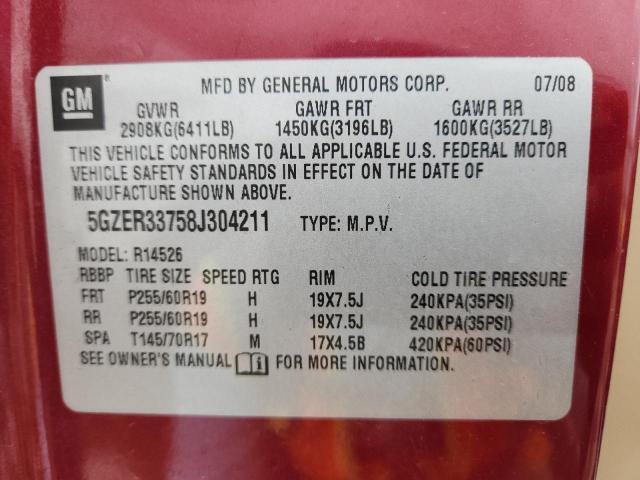 GM ® MFD BY GENERAL MOTORS CORP. 07/08
GVWR GAWR FRT GAWR RR
2908KG(6411LB) 1450KG(3196LB) 1600KG(3527LB)
THIS VEHICLE CONFORMS TO ALL APPLICABLE U.S. FEDERAL MOTOR
VEHICLE SAFETY STANDARDS IN EFFECT ON THE DATE OF
MANUFACTURE SHOWN ABOVE.
5GZER33758J304211 TYPE: M.P.V.
MODEL: R14526
RBBP TIRE SIZE SPEED RTG RIM COLD TIRE PRESSURE
FRT P255/60R19 H 19X7.5J 240KPA(35PSI)
RR P255/60R19 H 19X7.5J 240KPA(35PSI)
SPA T145/70R17 M 17X4.5B 420KPA(60PSI)
SEE OWNER'S MANUAL i FOR MORE INFORMATION.